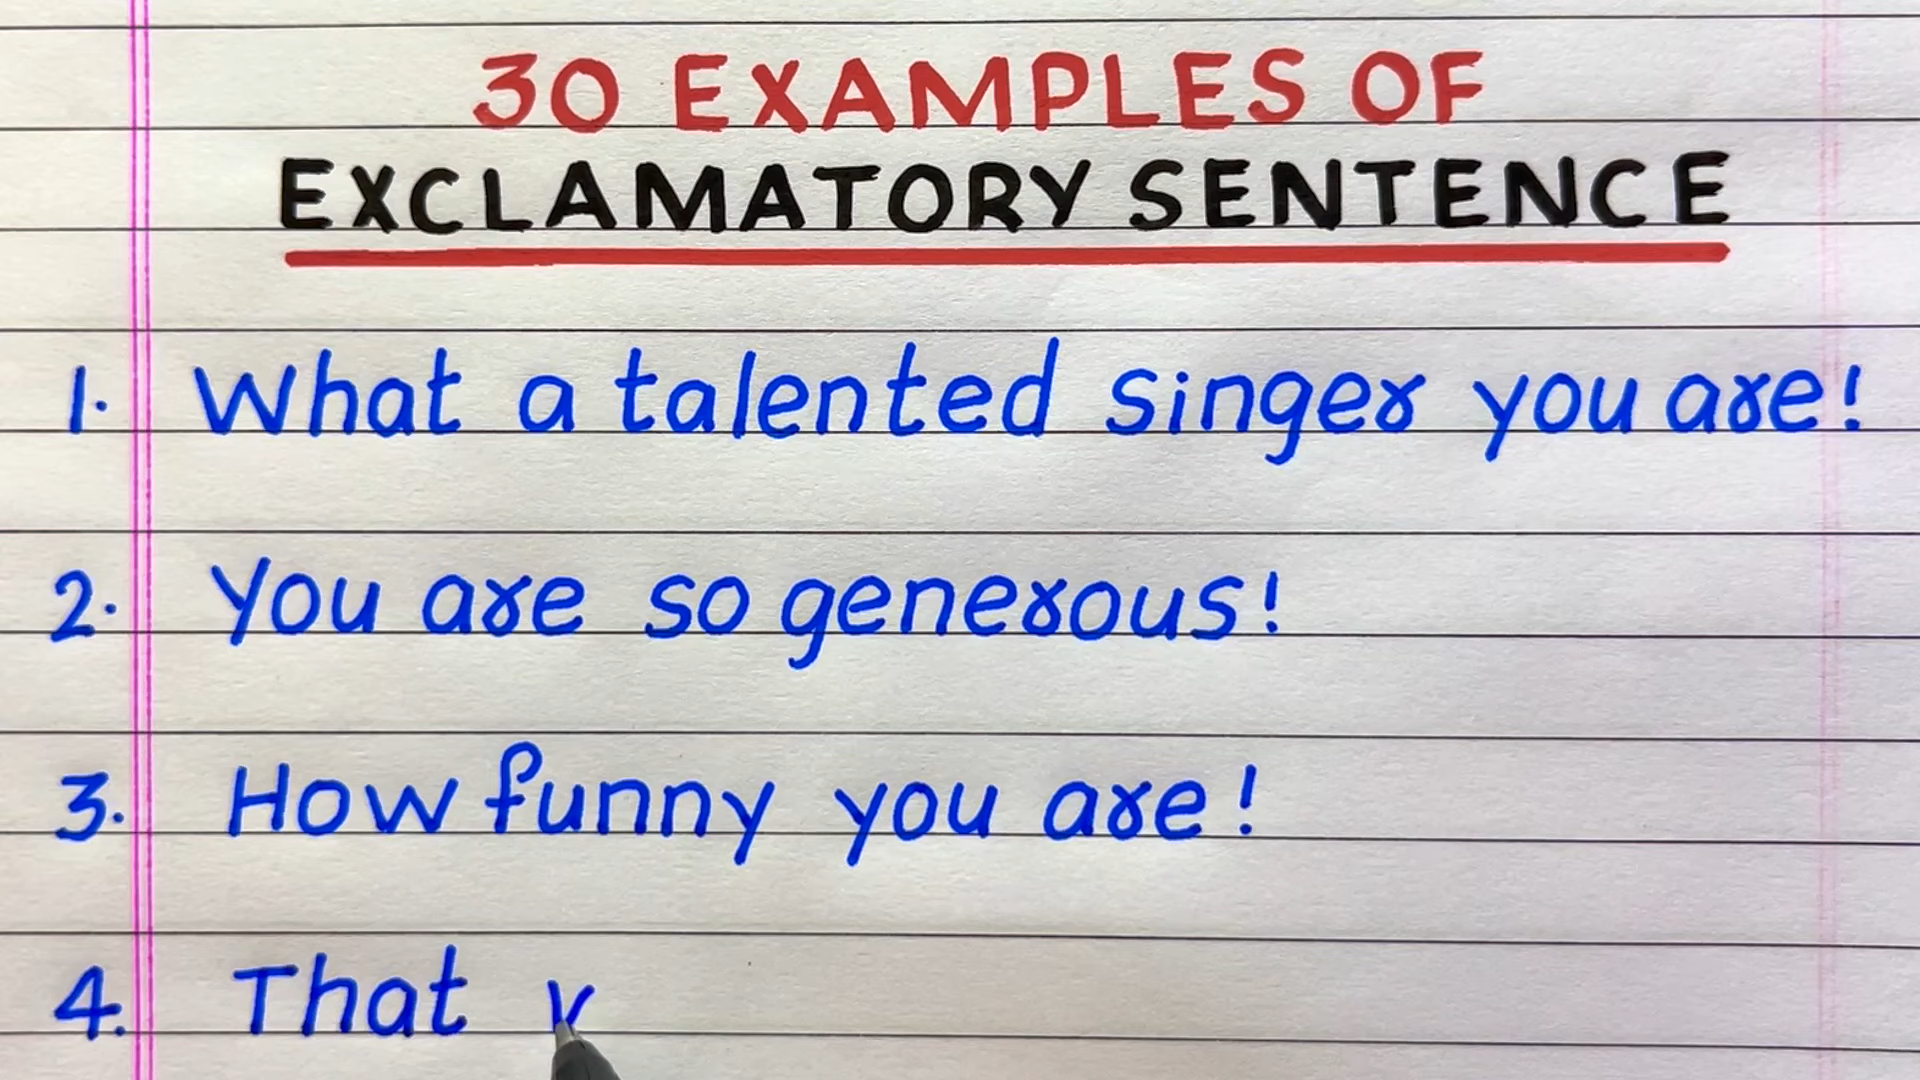 30 EXAMPLES OF
EXCLAMATORY SENTENCE
1. What a talented singer you are!
2. You are so generous!
3. How funny you are!
4. That